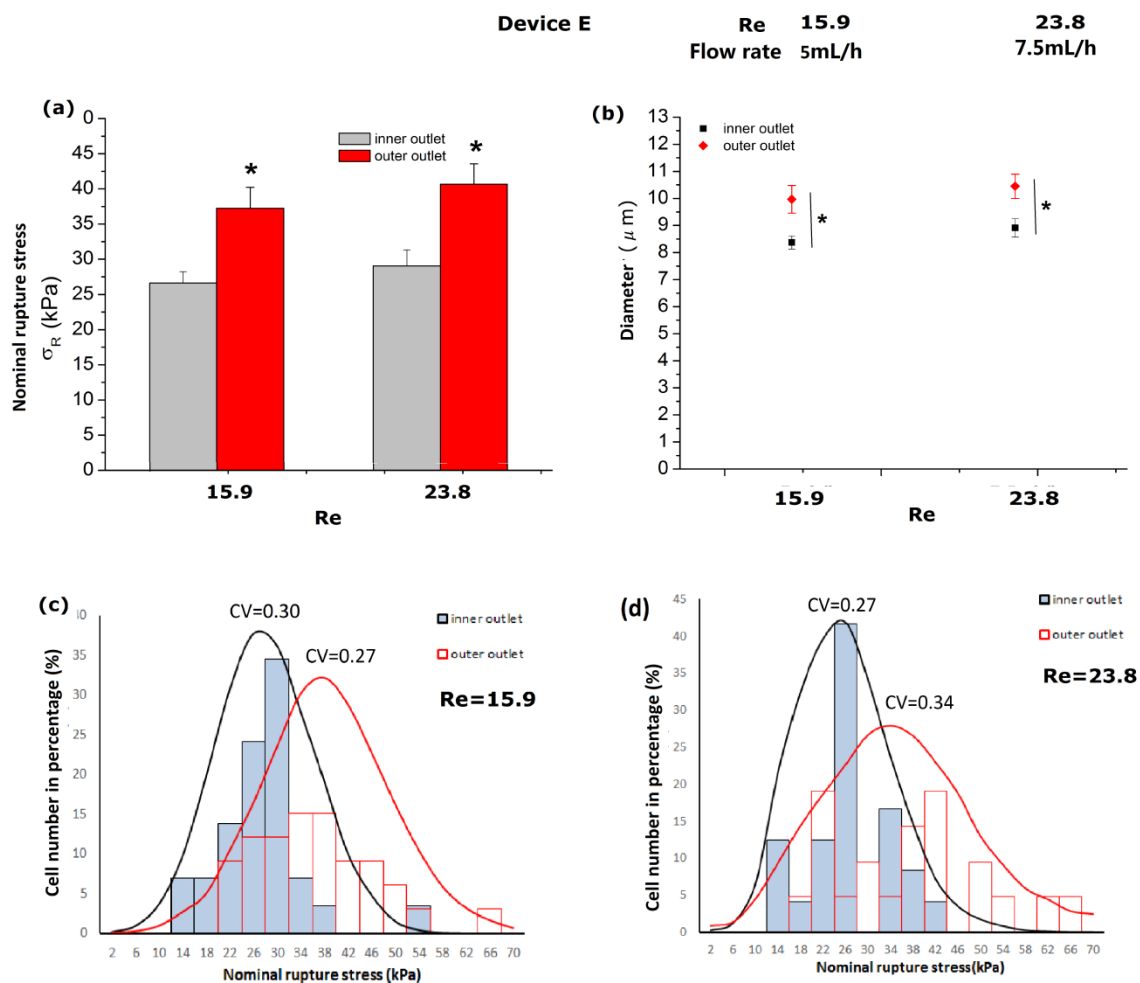 Device E Re 15.9 23.8
Flow rate 5mL/h 7.5mL/h
(a)
Nominal rupture stress
σR (kPa)
0
45
40
35
30
25
20
15
10
5
0
inner outlet
outer outlet
*
*
15.9 23.8
Re
(b)
Diameter (μm)
13
12
11
10
9
8
7
6
5
4
3
2
1
0
inner outlet
outer outlet
*
*
15.9 23.8
Re
(c)
Cell number in percentage (%)
35
30
25
20
15
10
5
0
CV=0.30
CV=0.27
inner outlet
outer outlet
Re=15.9
2 6 10 14 18 22 26 30 34 38 42 46 50 54 58 62 66 70
Nominal rupture stress (kPa)
(d)
Cell number in percentage (%)
45
40
35
30
25
20
15
10
5
0
CV=0.27
CV=0.34
inner outlet
outer outlet
Re=23.8
2 6 10 14 18 22 26 30 34 38 42 46 50 54 58 62 66 70
Nominal rupture stress(kPa)